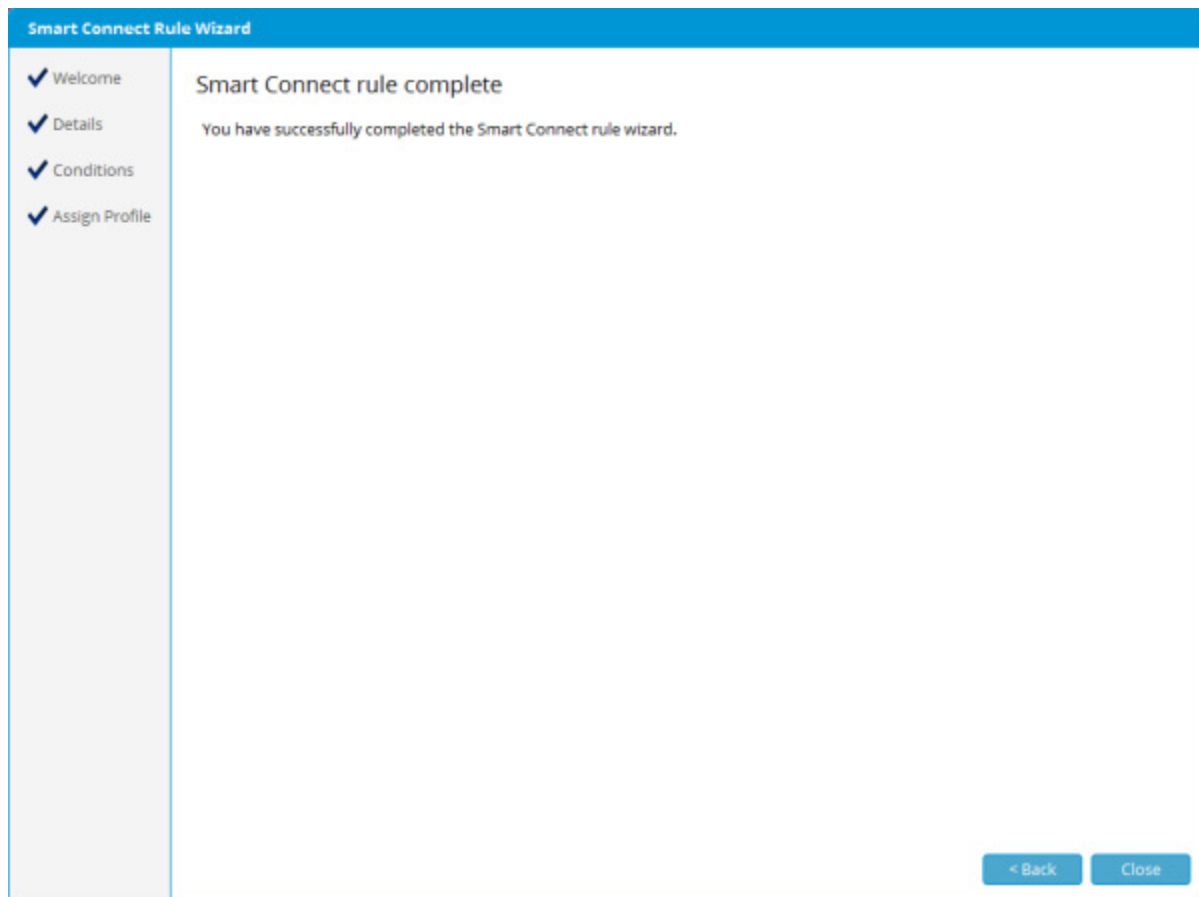 Smart Connect Rule Wizard
Welcome
Details
Conditions
Assign Profile
Smart Connect rule complete
You have successfully completed the Smart Connect rule wizard.
< Back
Close